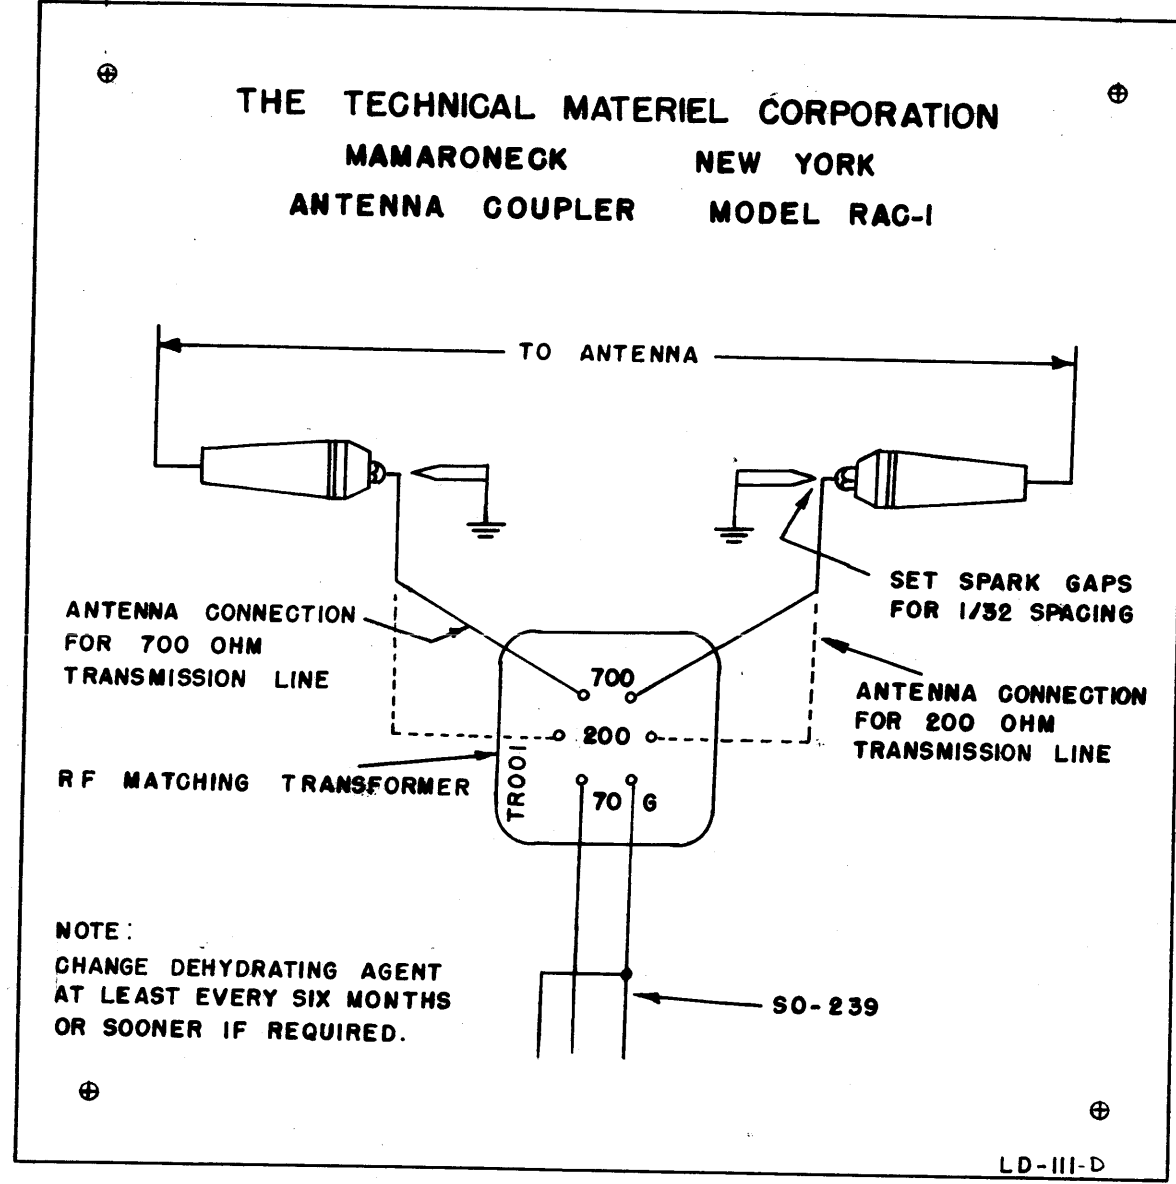 THE TECHNICAL MATERIEL CORPORATION
MAMARONECK NEW YORK
ANTENNA COUPLER MODEL RAC-1
TO ANTENNA
SET SPARK GAPS
FOR 1/32 SPACING
ANTENNA CONNECTION
FOR 700 OHM
TRANSMISSION LINE
700
ANTENNA CONNECTION
FOR 200 OHM
TRANSMISSION LINE
200
RF MATCHING TRANSFORMER
TR001
70 G
NOTE:
CHANGE DEHYDRATING AGENT
AT LEAST EVERY SIX MONTHS
OR SOONER IF REQUIRED.
SO-239
LD-111-D